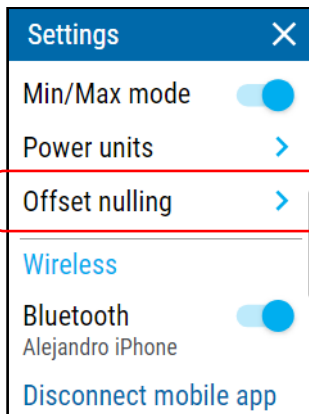 Settings
Min/Max mode
Power units
Offset nulling
Wireless
Bluetooth
Alejandro iPhone
Disconnect mobile app